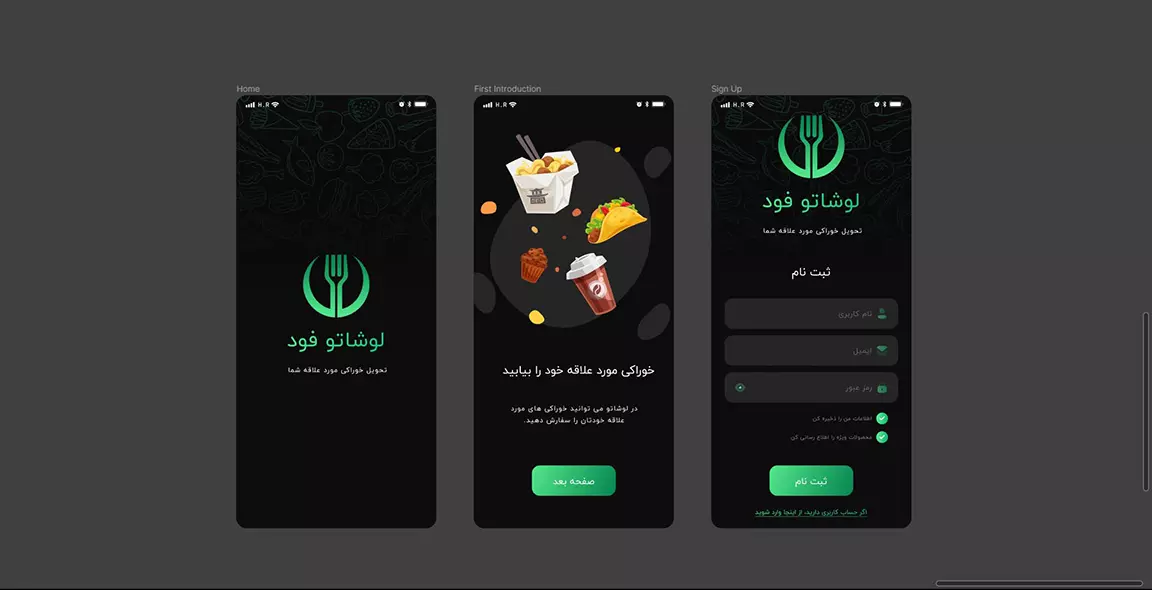 Home
H.R
لوشاتو فود
تحویل خوراکی مورد علاقه شما
First Introduction
H.R
خوراکی مورد علاقه خود را بیابید
در لوشاتو می توانید خوراکی های مورد
علاقه خودتان را سفارش دهید.
صفحه بعد
Sign Up
H.R
لوشاتو فود
تحویل خوراکی مورد علاقه شما
ثبت نام
نام کاربری
ایمیل
رمز عبور
اطلاعات من را ذخیره کن
محصولات ویژه را اطلاع رسانی کن
ثبت نام
اگر حساب کاربری دارید، از اینجا وارد شوید